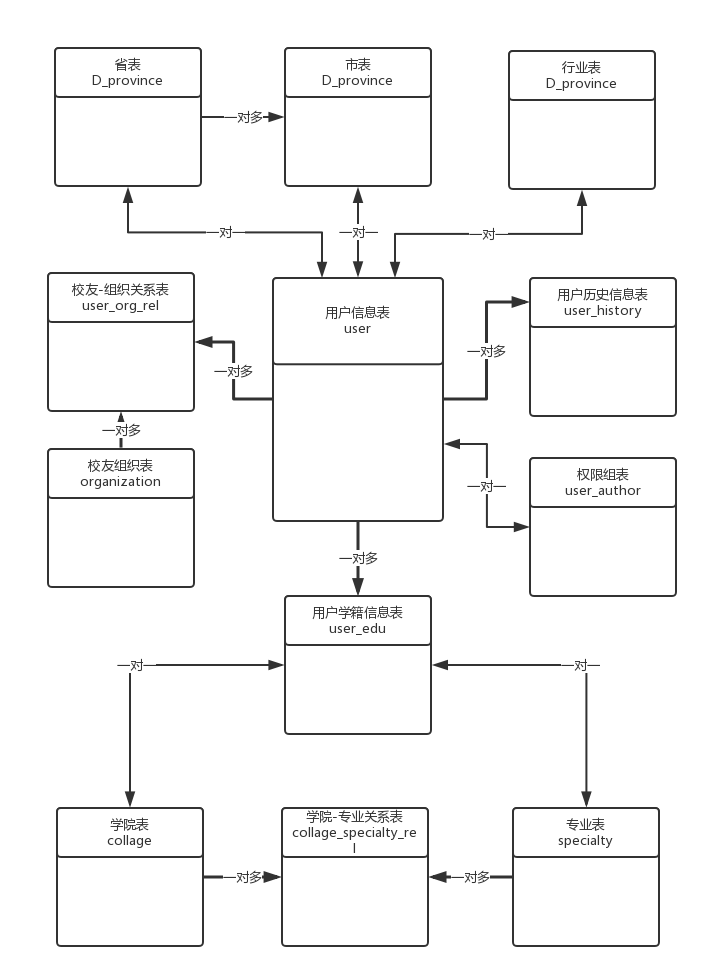 省表
D_province
市表
D_province
行业表
D_province
一对多
一对一
一对一
一对一
校友-组织关系表
user_org_rel
用户信息表
user
用户历史信息表
user_history
一对多
一对多
一对多
校友组织表
organization
权限组表
user_author
一对一
一对多
用户学籍信息表
user_edu
一对一
一对一
学院表
collage
学院-专业关系表
collage_specialty_re
l
专业表
specialty
一对多
一对多